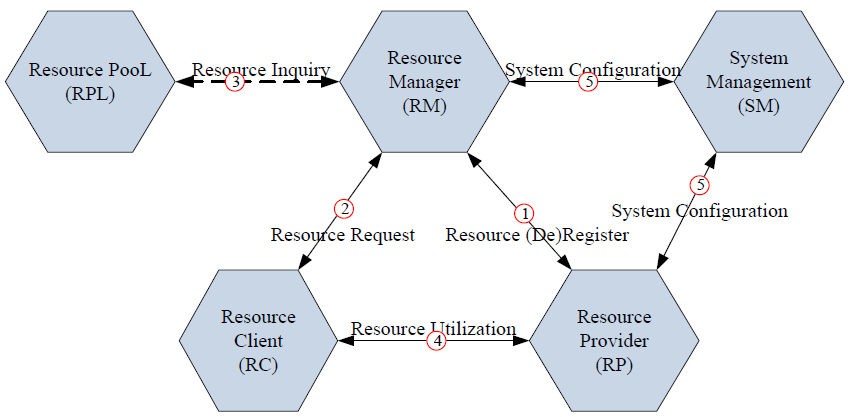 Resource PooL
(RPL)
Resource Inquiry
3
Resource
Manager
(RM)
System Configuration
5
System
Management
(SM)
2
Resource Request
1
Resource (De)Register
5
System Configuration
Resource
Client
(RC)
Resource Utilization
4
Resource
Provider
(RP)